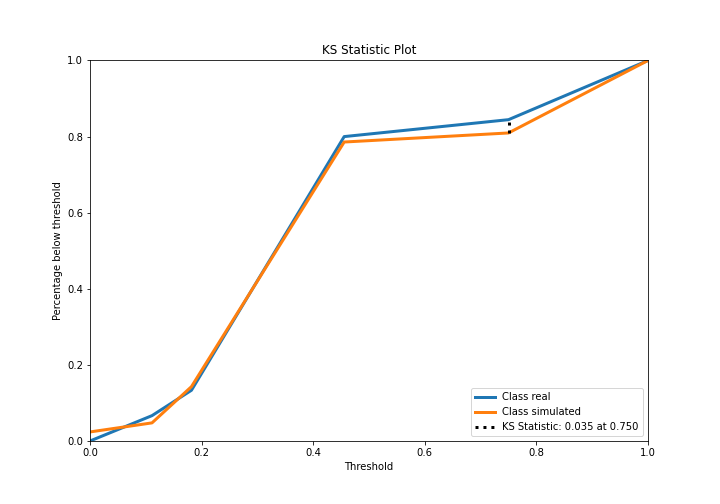 KS Statistic Plot
1.0
0.8
0.6
0.4
0.2
0.0
Percentage below threshold
0.0 0.2 0.4 0.6 0.8 1.0
Threshold
Class real
Class simulated
KS Statistic: 0.035 at 0.750